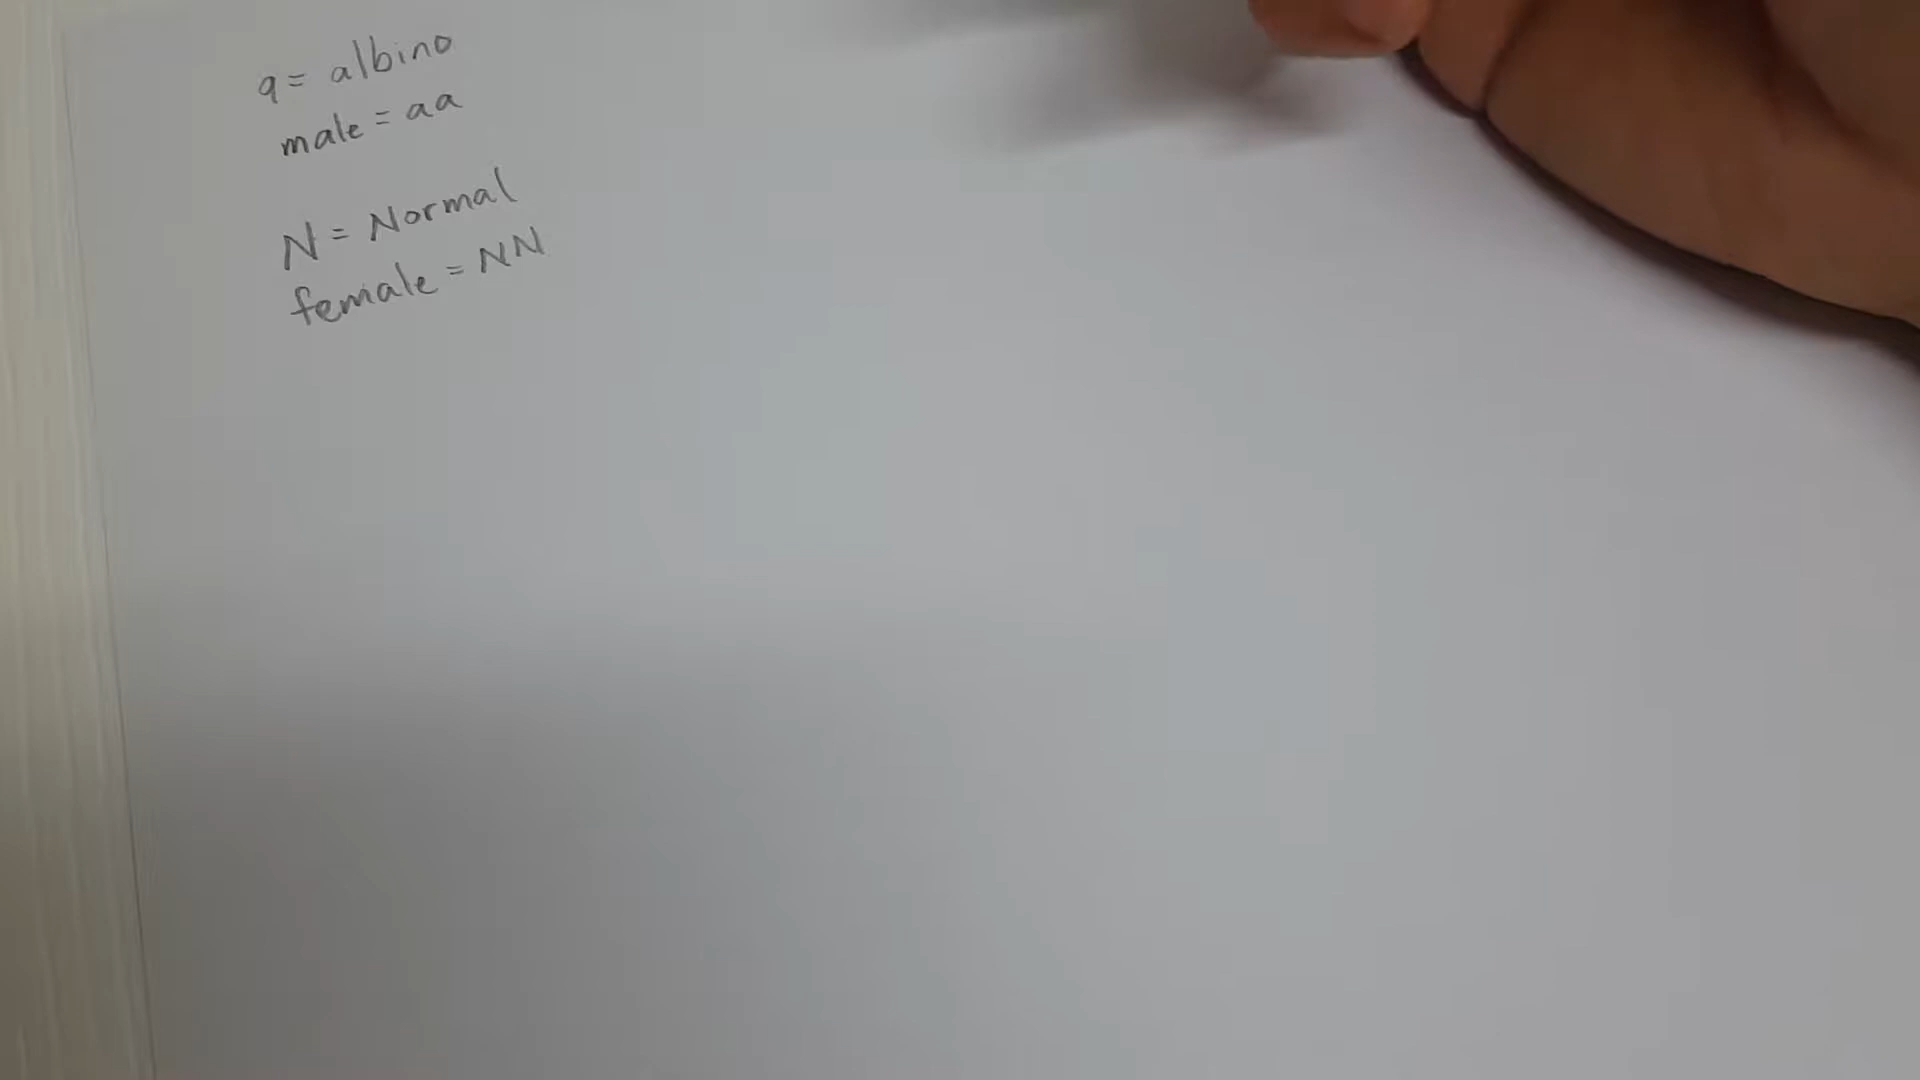 a = albino
male = aa
N = Normal
female = NN